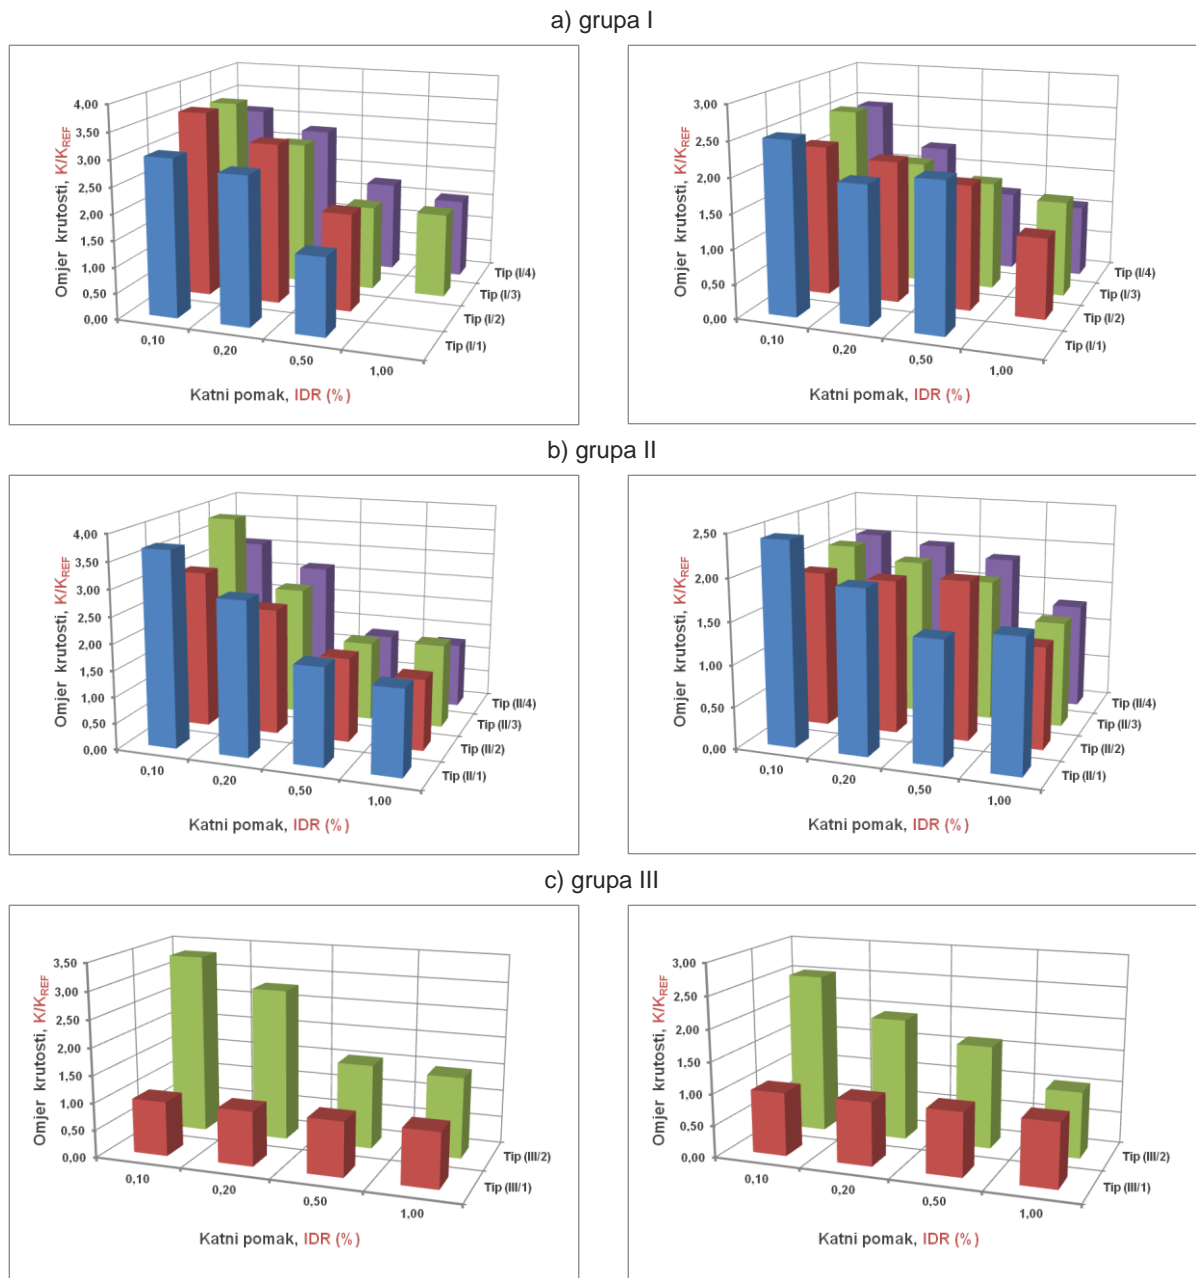 a) grupa I
Omjer krutosti, K/KREF
4,00
3,50
3,00
2,50
2,00
1,50
1,00
0,50
0,00
0,10
0,20
0,50
1,00
Tip (I/4)
Tip (I/3)
Tip (I/2)
Tip (I/1)
Katni pomak, IDR (%)
Omjer krutosti, K/KREF
3,00
2,50
2,00
1,50
1,00
0,50
0,00
0,10
0,20
0,50
1,00
Tip (I/4)
Tip (I/3)
Tip (I/2)
Tip (I/1)
Katni pomak, IDR (%)
b) grupa II
Omjer krutosti, K/KREF
4,00
3,50
3,00
2,50
2,00
1,50
1,00
0,50
0,00
0,10
0,20
0,50
1,00
Tip (II/4)
Tip (II/3)
Tip (II/2)
Tip (II/1)
Katni pomak, IDR (%)
Omjer krutosti, K/KREF
2,50
2,00
1,50
1,00
0,50
0,00
0,10
0,20
0,50
1,00
Tip (II/4)
Tip (II/3)
Tip (II/2)
Tip (II/1)
Katni pomak, IDR (%)
c) grupa III
Omjer krutosti, K/KREF
3,50
3,00
2,50
2,00
1,50
1,00
0,50
0,00
0,10
0,20
0,50
1,00
Tip (III/2)
Tip (III/1)
Katni pomak, IDR (%)
Omjer krutosti, K/KREF
3,00
2,50
2,00
1,50
1,00
0,50
0,00
0,10
0,20
0,50
1,00
Tip (III/2)
Tip (III/1)
Katni pomak, IDR (%)